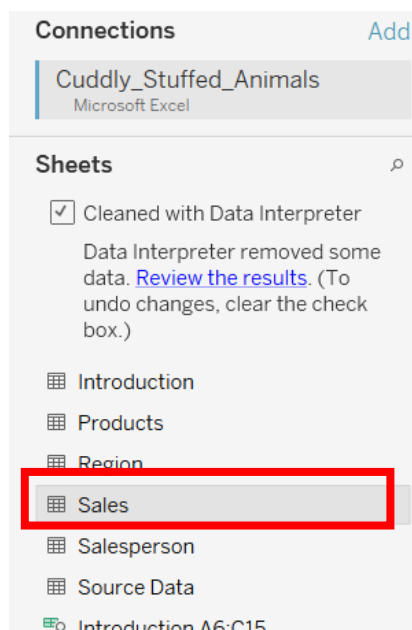 Connections Add
Cuddly_Stuffed_Animals
Microsoft Excel
Sheets
Cleaned with Data Interpreter
Data Interpreter removed some
data. Review the results. (To
undo changes, clear the check
box.)
Introduction
Products
Region
Sales
Salesperson
Source Data
Introduction A6:C15